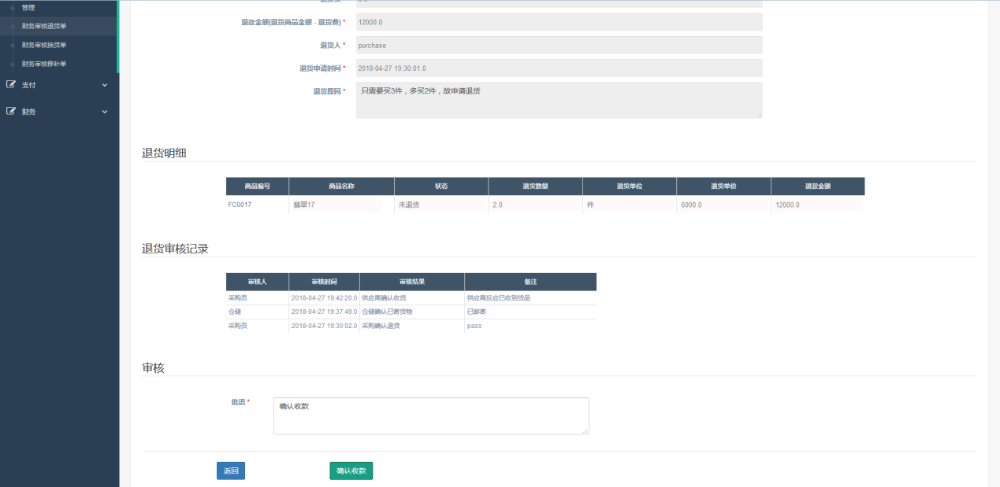 管理
财务审核退货单
财务审核换货单
财务审核修补单
支付
财务
退款金额(退货商品金额 - 退货费) * 12000.0
退货人 * purchase
退货申请时间 * 2018-04-27 19:30:01.0
退货原因 * 只需要买3件，多买2件，故申请退货
退货明细
商品编号 商品名称 状态 退货数量 退货单位 退货单价 退款金额
FC0017 翡翠17 未退货 2.0 件 6000.0 12000.0
退货审核记录
审核人 审核时间 审核结果 备注
采购员 2018-04-27 19:42:20.0 供应商确认收货 供应商反应已收到货品
仓储 2018-04-27 19:37:49.0 仓储确认已寄货物 已邮寄
采购员 2018-04-27 19:30:02.0 采购确认退货 pass
审核
批语 * 确认收款
返回 确认收款